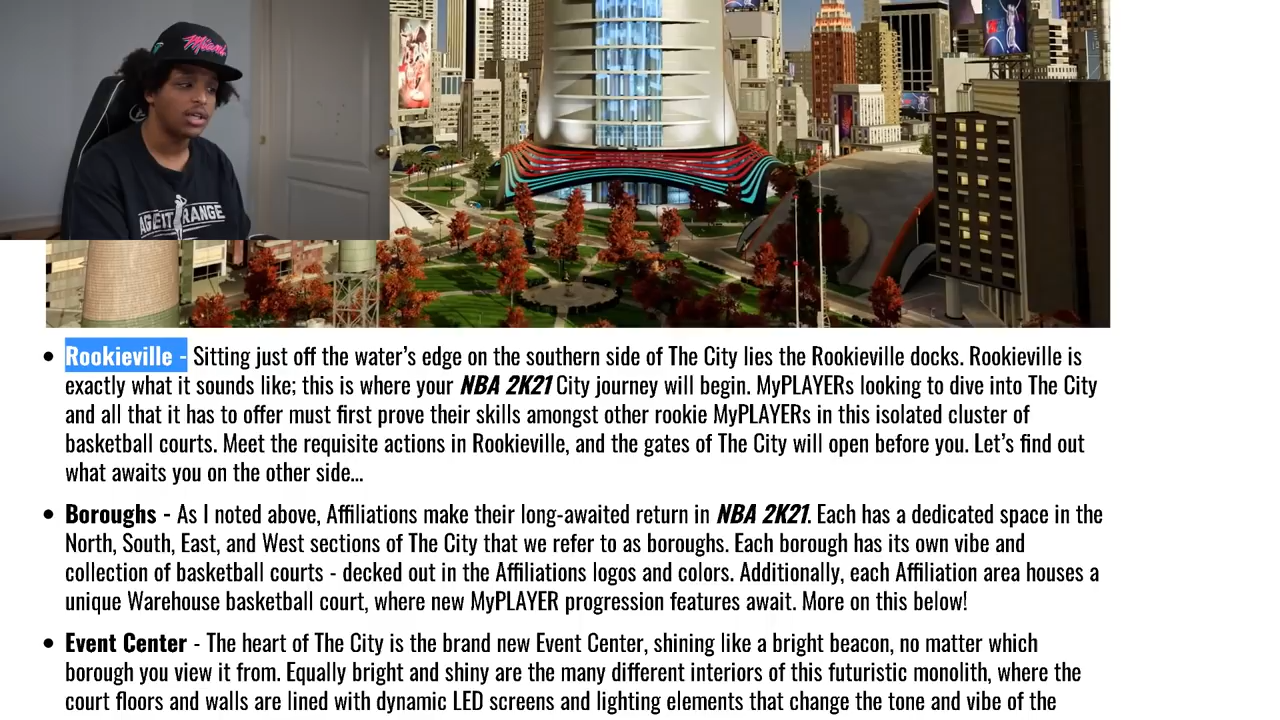 Miami
AGEIT RANGE
Rookieville - Sitting just off the water’s edge on the southern side of The City lies the Rookieville docks. Rookieville is
exactly what it sounds like; this is where your NBA 2K21 City journey will begin. MyPLAYERs looking to dive into The City
and all that it has to offer must first prove their skills amongst other rookie MyPLAYERs in this isolated cluster of
basketball courts. Meet the requisite actions in Rookieville, and the gates of The City will open before you. Let’s find out
what awaits you on the other side...
Boroughs - As I noted above, Affiliations make their long-awaited return in NBA 2K21. Each has a dedicated space in the
North, South, East, and West sections of The City that we refer to as boroughs. Each borough has its own vibe and
collection of basketball courts - decked out in the Affiliations logos and colors. Additionally, each Affiliation area houses a
unique Warehouse basketball court, where new MyPLAYER progression features await. More on this below!
Event Center - The heart of The City is the brand new Event Center, shining like a bright beacon, no matter which
borough you view it from. Equally bright and shiny are the many different interiors of this futuristic monolith, where the
court floors and walls are lined with dynamic LED screens and lighting elements that change the tone and vibe of the